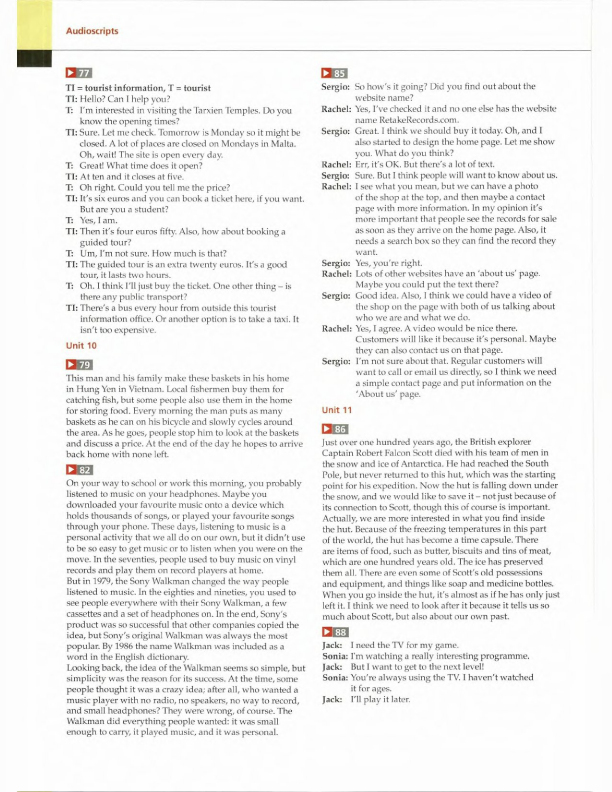 Audioscripts
77
TI = tourist information, T = tourist
TI: Hello? Can I help you?
T: I'm interested in visiting the Tarxien Temples. Do you
know the opening times?
TI: Sure. Let me check. Tomorrow is Monday so it might be
closed. A lot of places are closed on Mondays in Malta.
Oh, wait! The site is open every day.
T: Great! What time does it open?
TI: At ten and it closes at five.
T: Oh right. Could you tell me the price?
TI: It's six euros and you can book a ticket here, if you want.
But are you a student?
T: Yes, I am.
TI: Then it's four euros fifty. Also, how about booking a
guided tour?
T: Um, I'm not sure. How much is that?
TI: The guided tour is an extra twenty euros. It's a good
tour, it lasts two hours.
T: Oh. I think I'll just buy the ticket. One other thing – is
there any public transport?
TI: There's a bus every hour from outside this tourist
information office. Or another option is to take a taxi. It
isn't too expensive.
Unit 10
79
This man and his family make these baskets in his home
in Hung Yen in Vietnam. Local fishermen buy them for
catching fish, but some people also use them in the home
for storing food. Every morning the man puts as many
baskets as he can on his bicycle and slowly cycles around
the area. As he goes, people stop him to look at the baskets
and discuss a price. At the end of the day he hopes to arrive
back home with none left.
82
On your way to school or work this morning, you probably
listened to music on your headphones. Maybe you
downloaded your favourite music onto a device which
holds thousands of songs, or played your favourite songs
through your phone. These days, listening to music is a
personal activity that we all do on our own, but it didn't use
to be so easy to get music or to listen when you were on the
move. In the seventies, people used to buy music on vinyl
records and play them on record players at home.
But in 1979, the Sony Walkman changed the way people
listened to music. In the eighties and nineties, you used to
see people everywhere with their Sony Walkman, a few
cassettes and a set of headphones on. In the end, Sony's
product was so successful that other companies copied the
idea, but Sony's original Walkman was always the most
popular. By 1986 the name Walkman was included as a
word in the English dictionary.
Looking back, the idea of the Walkman seems so simple, but
simplicity was the reason for its success. At the time, some
people thought it was a crazy idea; after all, who wanted a
music player with no radio, no speakers, no way to record,
and small headphones? They were wrong, of course. The
Walkman did everything people wanted: it was small
enough to carry, it played music, and it was personal.
85
Sergio: So how's it going? Did you find out about the
website name?
Rachel: Yes, I've checked it and no one else has the website
name RetakeRecords.com.
Sergio: Great. I think we should buy it today. Oh, and I
also started to design the home page. Let me show
you. What do you think?
Rachel: Err, it's OK. But there's a lot of text.
Sergio: Sure. But I think people will want to know about us.
Rachel: I see what you mean, but we can have a photo
of the shop at the top, and then maybe a contact
page with more information. In my opinion it's
more important that people see the records for sale
as soon as they arrive on the home page. Also, it
needs a search box so they can find the record they
want.
Sergio: Yes, you're right.
Rachel: Lots of other websites have an 'about us' page.
Maybe you could put the text there?
Sergio: Good idea. Also, I think we could have a video of
the shop on the page with both of us talking about
who we are and what we do.
Rachel: Yes, I agree. A video would be nice there.
Customers will like it because it's personal. Maybe
they can also contact us on that page.
Sergio: I'm not sure about that. Regular customers will
want to call or email us directly, so I think we need
a simple contact page and put information on the
'About us' page.
Unit 11
86
Just over one hundred years ago, the British explorer
Captain Robert Falcon Scott died with his team of men in
the snow and ice of Antarctica. He had reached the South
Pole, but never returned to this hut, which was the starting
point for his expedition. Now the hut is falling down under
the snow, and we would like to save it – not just because of
its connection to Scott, though this of course is important.
Actually, we are more interested in what you find inside
the hut. Because of the freezing temperatures in this part
of the world, the hut has become a time capsule. There
are items of food, such as butter, biscuits and tins of meat,
which are one hundred years old. The ice has preserved
them all. There are even some of Scott's old possessions
and equipment, and things like soap and medicine bottles.
When you go inside the hut, it's almost as if he has only just
left it. I think we need to look after it because it tells us so
much about Scott, but also about our own past.
88
Jack: I need the TV for my game.
Sonia: I'm watching a really interesting programme.
Jack: But I want to get to the next level!
Sonia: You're always using the TV. I haven't watched
it for ages.
Jack: I'll play it later.